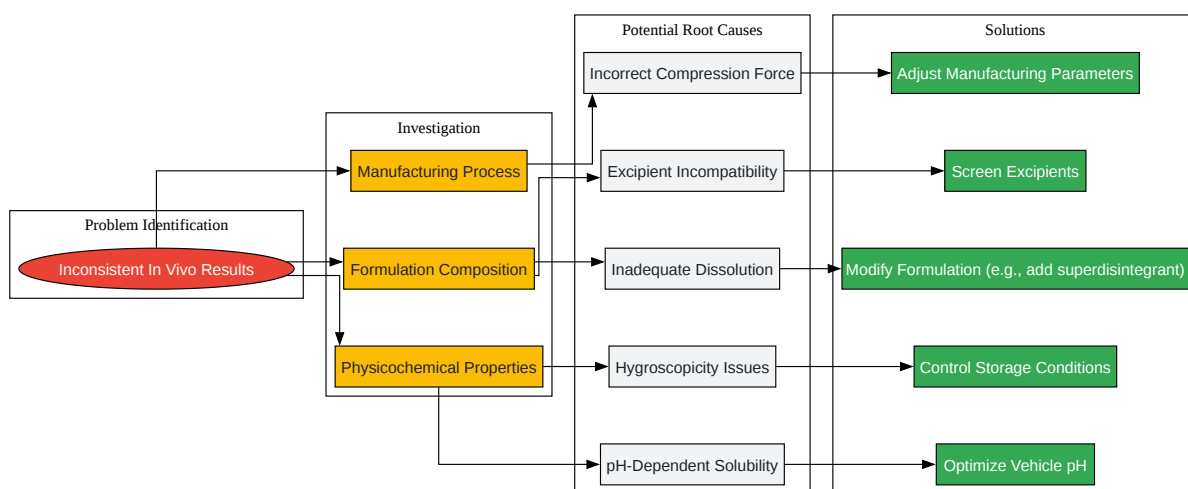 Potential Root Causes
Solutions
Incorrect Compression Force
Adjust Manufacturing Parameters
Investigation
Manufacturing Process
Excipient Incompatibility
Screen Excipients
Problem Identification
Inconsistent In Vivo Results
Formulation Composition
Inadequate Dissolution
Modify Formulation (e.g., add superdisintegrant)
Physicochemical Properties
Hygroscopicity Issues
Control Storage Conditions
pH-Dependent Solubility
Optimize Vehicle pH